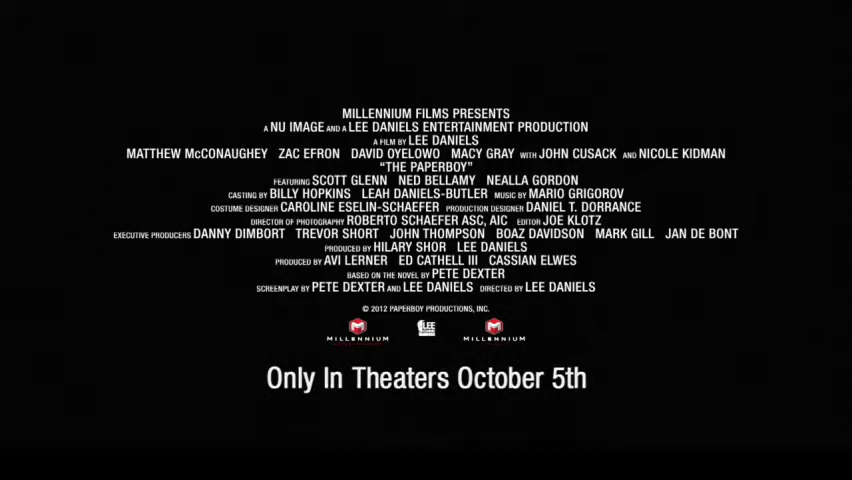 MILLENNIUM FILMS PRESENTS
A NU IMAGE AND A LEE DANIELS ENTERTAINMENT PRODUCTION
A FILM BY LEE DANIELS
MATTHEW McCONAUGHEY ZAC EFRON DAVID OYELOWO MACY GRAY WITH JOHN CUSACK AND NICOLE KIDMAN
“THE PAPERBOY”
FEATURING SCOTT GLENN NED BELLAMY NEALLA GORDON
CASTING BY BILLY HOPKINS LEAH DANIELS-BUTLER MUSIC BY MARIO GRIGOROV
COSTUME DESIGNER CAROLINE ESELIN-SCHAEFER PRODUCTION DESIGNER DANIEL T. DORRANCE
DIRECTOR OF PHOTOGRAPHY ROBERTO SCHAEFER ASC, AIC EDITOR JOE KLOTZ
EXECUTIVE PRODUCERS DANNY DIMBORT TREVOR SHORT JOHN THOMPSON BOAZ DAVIDSON MARK GILL JAN DE BONT
PRODUCED BY HILARY SHOR LEE DANIELS
PRODUCED BY AVI LERNER ED CATHELL III CASSIAN ELWES
BASED ON THE NOVEL BY PETE DEXTER
SCREENPLAY BY PETE DEXTER AND LEE DANIELS DIRECTED BY LEE DANIELS
© 2012 PAPERBOY PRODUCTIONS, INC.
MILLENNIUM LEE MILLENNIUM
Only In Theaters October 5th